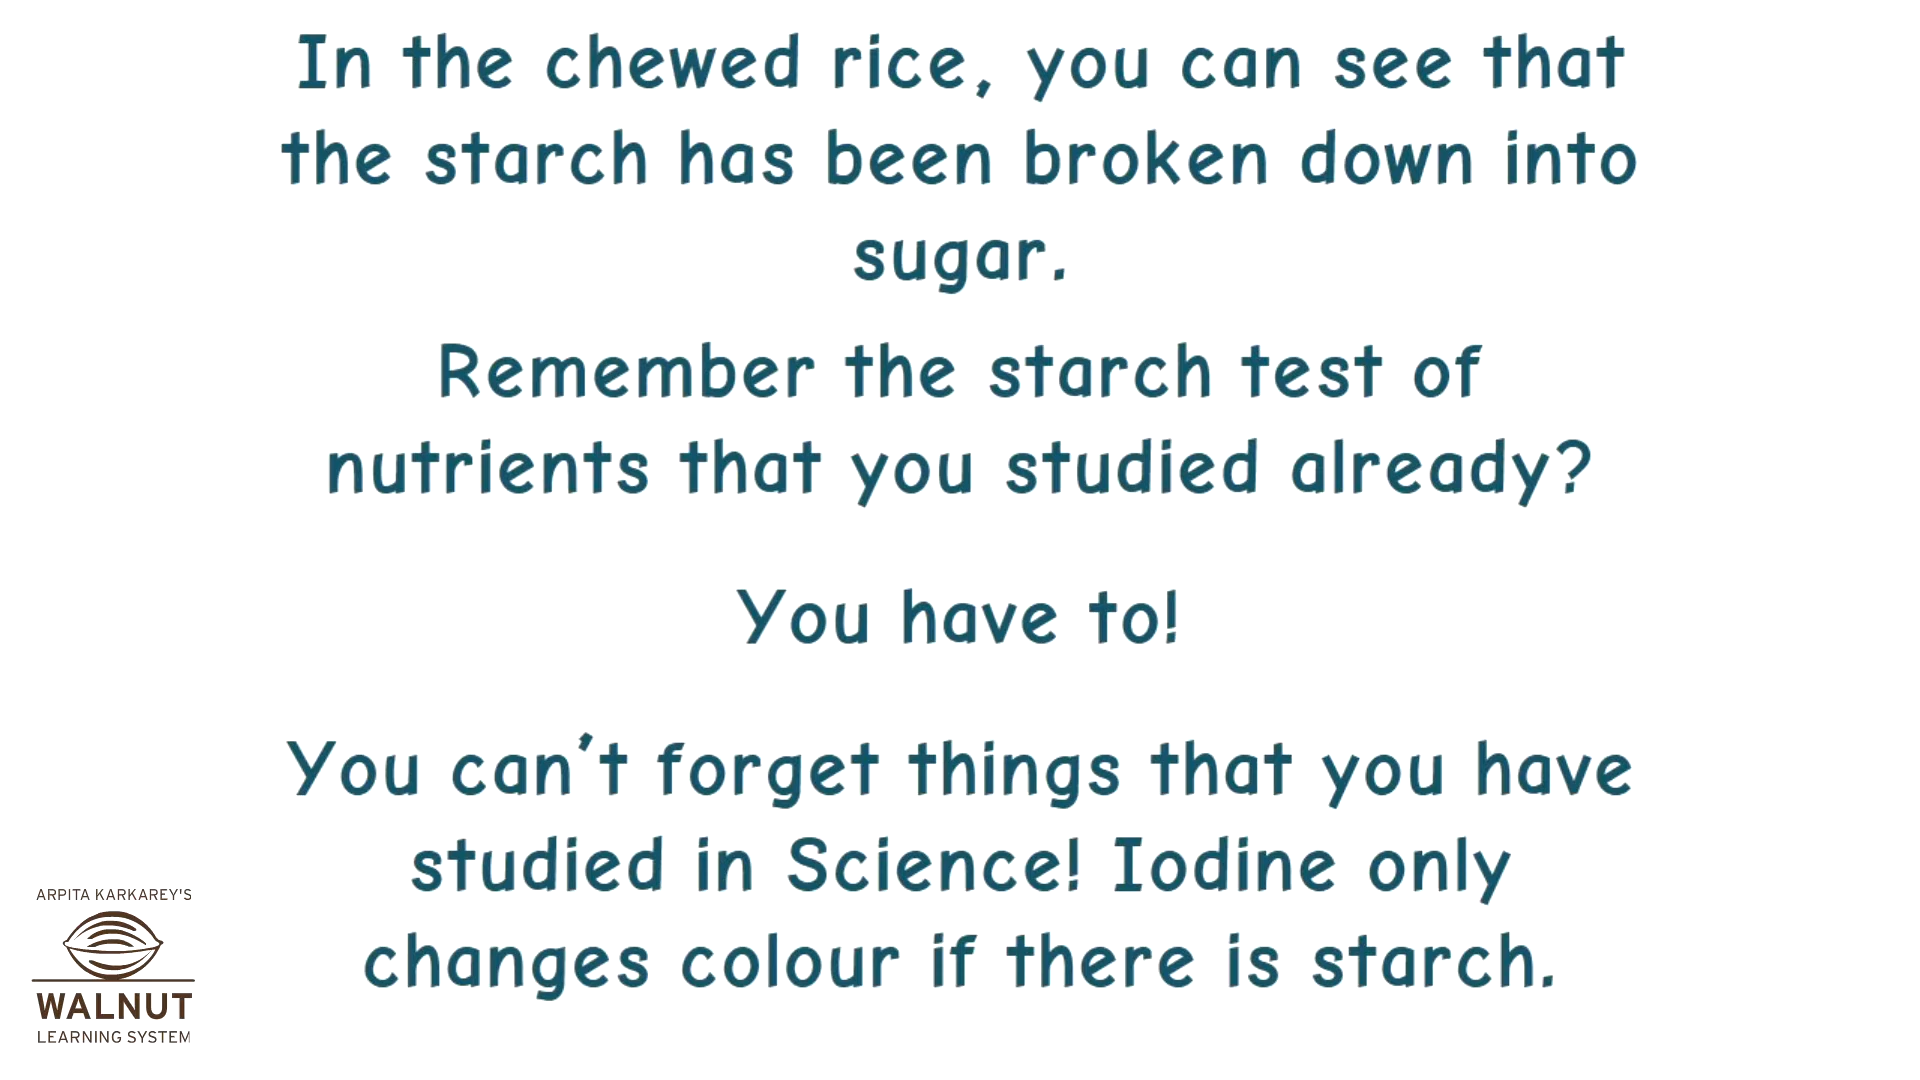 In the chewed rice, you can see that
the starch has been broken down into
sugar.
Remember the starch test of
nutrients that you studied already?
You have to!
You can't forget things that you have
studied in Science! Iodine only
changes colour if there is starch.
ARPITA KARKAREY'S
WALNUT
LEARNING SYSTEM